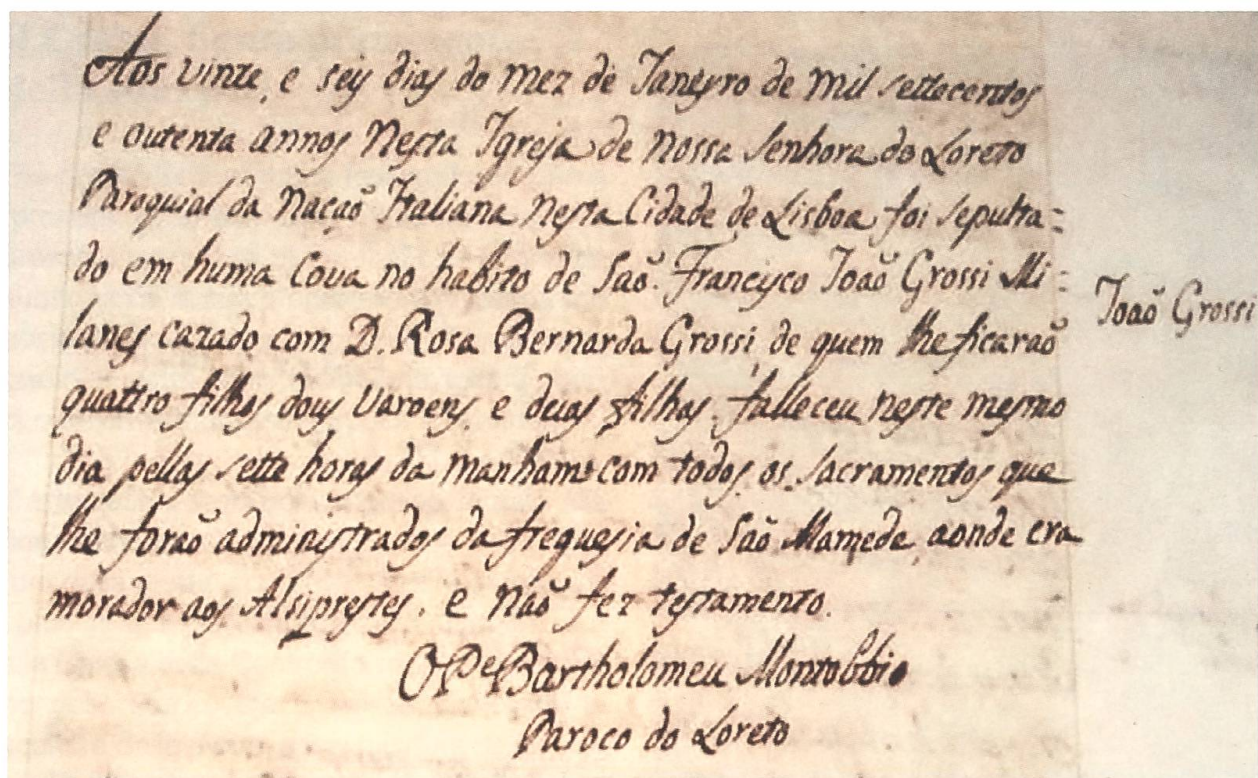 Aos vinte, e seis dias do mez de Janeyro de mil settecentos
e outenta annos nesta Igreja de Nossa Senhora do Loreto
Paroquial da Nação Italiana nesta Cidade de Lisboa foi sepulta=
do em huma Cova no habito de São Francisco João Grossi Mi=
lanes cazado com D. Rosa Bernarda Grossi, de quem lhe ficarão
quattro filhos dous varoens, e duas filhas. falleceu neste mesmo
dia pellas sette horas da manham com todos os sacramentos que
lhe forão administrados da freguesia de São Mamede, aonde era
morador aos Alsiprestes. e não fez testamento.
O Pe Bartholomeu Montobbio
Paroco do Loreto
João Grossi